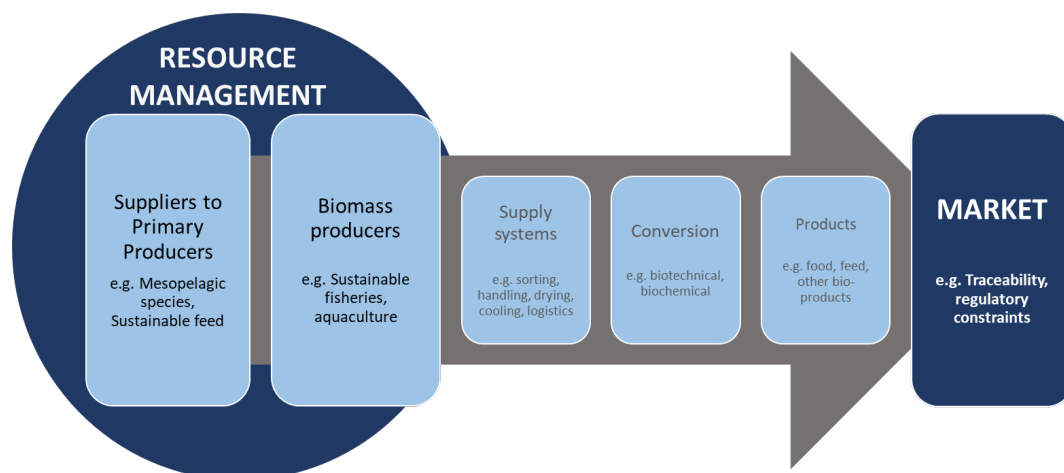 RESOURCE
MANAGEMENT
Suppliers to
Primary
Producers
e.g. Mesopelagic
species,
Sustainable feed
Biomass
producers
e.g. Sustainable
fisheries,
aquaculture
Supply
systems
e.g. sorting,
handling, drying,
cooling, logistics
Conversion
e.g. biotechnical,
biochemical
Products
e.g. food, feed,
other bio-
products
MARKET
e.g. Traceability,
regulatory
constraints